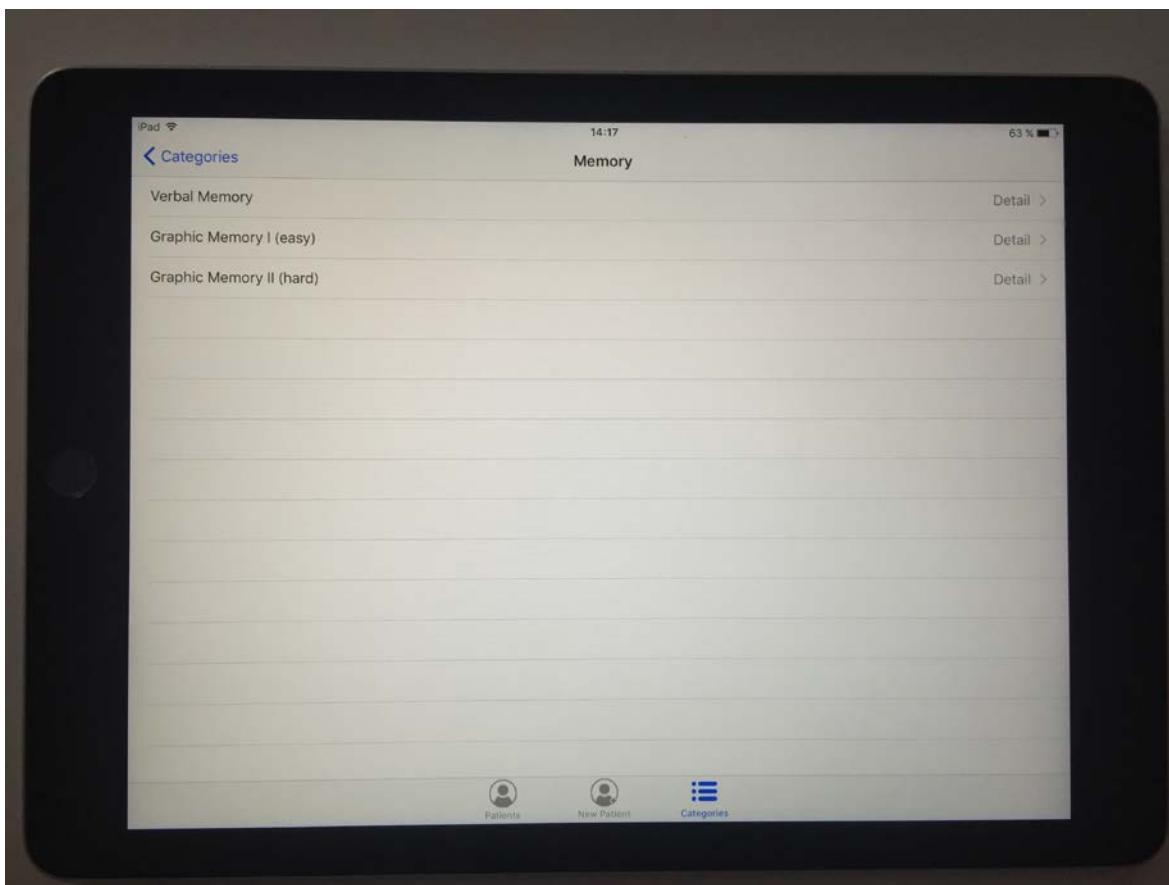 iPad 14:17 63 %
Categories Memory
Verbal Memory Detail
Graphic Memory I (easy) Detail
Graphic Memory II (hard) Detail
Patients New Patient Categories